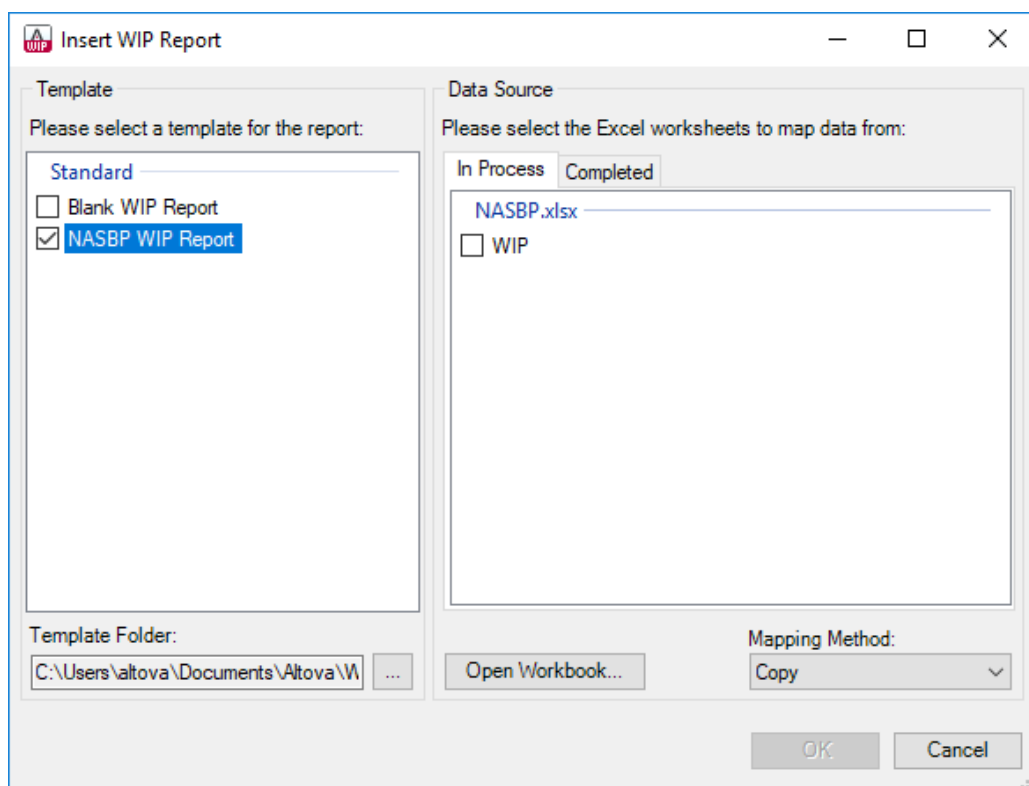 WIP
Insert WIP Report
Template
Please select a template for the report:
Standard
Blank WIP Report
NASBP WIP Report
Template Folder:
C:\Users\altova\Documents\Altova\W
...
Data Source
Please select the Excel worksheets to map data from:
In Process
Completed
NASBP.xlsx
WIP
Open Workbook...
Mapping Method:
Copy
OK
Cancel